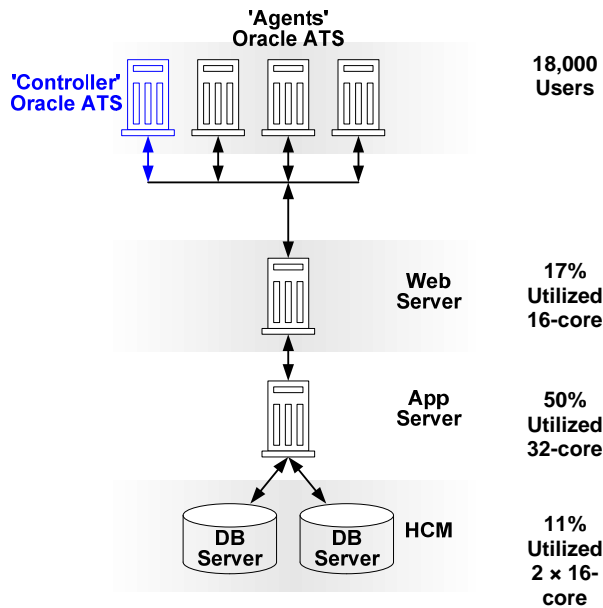 'Agents'
Oracle ATS
'Controller'
Oracle ATS
18,000
Users
Web
Server
17%
Utilized
16-core
App
Server
50%
Utilized
32-core
DB
Server
DB
Server
HCM
11%
Utilized
2 × 16-
core